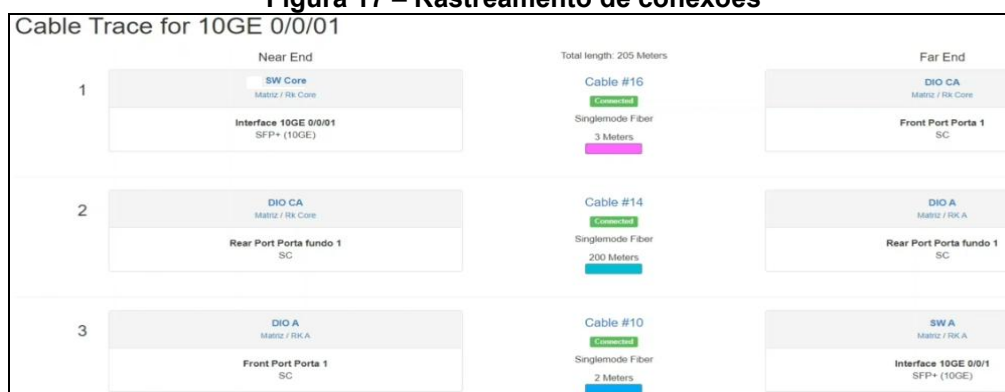 Figura 17 – Rastreamento de conexões
Cable Trace for 10GE 0/0/01
Near End
Total length: 205 Meters
Far End
1
SW Core
Matriz / Rk Core
Interface 10GE 0/0/01
SFP+ (10GE)
Cable #16
Connected
Singlemode Fiber
3 Meters
DIO CA
Matriz / Rk Core
Front Port Porta 1
SC
2
DIO CA
Matriz / Rk Core
Rear Port Porta fundo 1
SC
Cable #14
Connected
Singlemode Fiber
200 Meters
DIO A
Matriz / RK A
Rear Port Porta fundo 1
SC
3
DIO A
Matriz / RK A
Front Port Porta 1
SC
Cable #10
Connected
Singlemode Fiber
2 Meters
SW A
Matriz / RK A
Interface 10GE 0/0/1
SFP+ (10GE)